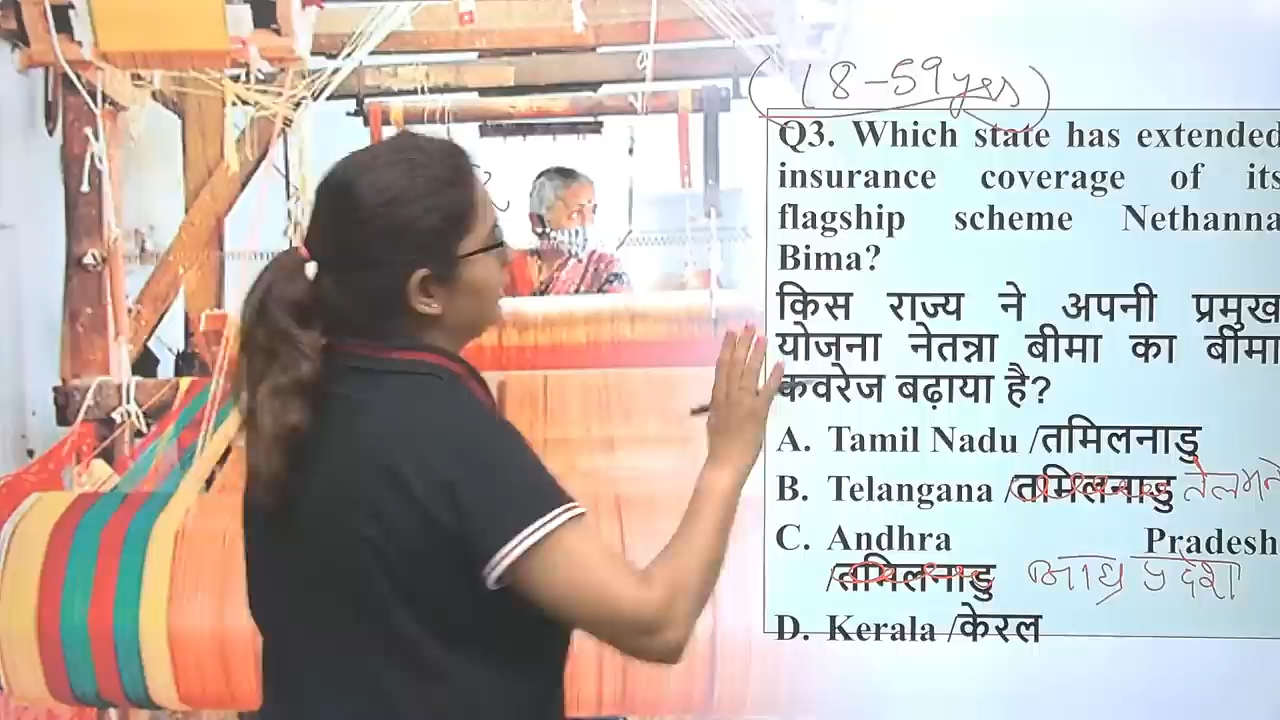 (18-59 yrs)
Q3. Which state has extended
insurance coverage of its
flagship scheme Nethanna
Bima?
किस राज्य ने अपनी प्रमुख
योजना नेतन्ना बीमा का बीमा
कवरेज बढ़ाया है?
A. Tamil Nadu /तमिलनाडु
B. Telangana /तमिलनाडु
C. Andhra Pradesh
/तमिलनाडु प्रदेश
D. Kerala /केरल